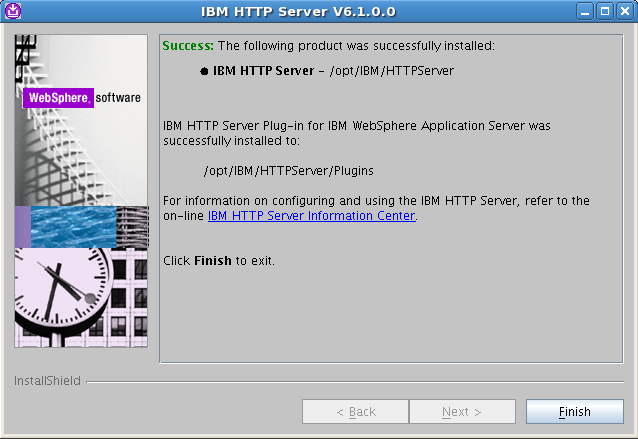 IBM HTTP Server V6.1.0.0
WebSphere. software
Success: The following product was successfully installed:
● IBM HTTP Server - /opt/IBM/HTTPServer
IBM HTTP Server Plug-in for IBM WebSphere Application Server was
successfully installed to:
/opt/IBM/HTTPServer/Plugins
For information on configuring and using the IBM HTTP Server, refer to the
on-line IBM HTTP Server Information Center.
Click Finish to exit.
InstallShield
< Back
Next >
Finish